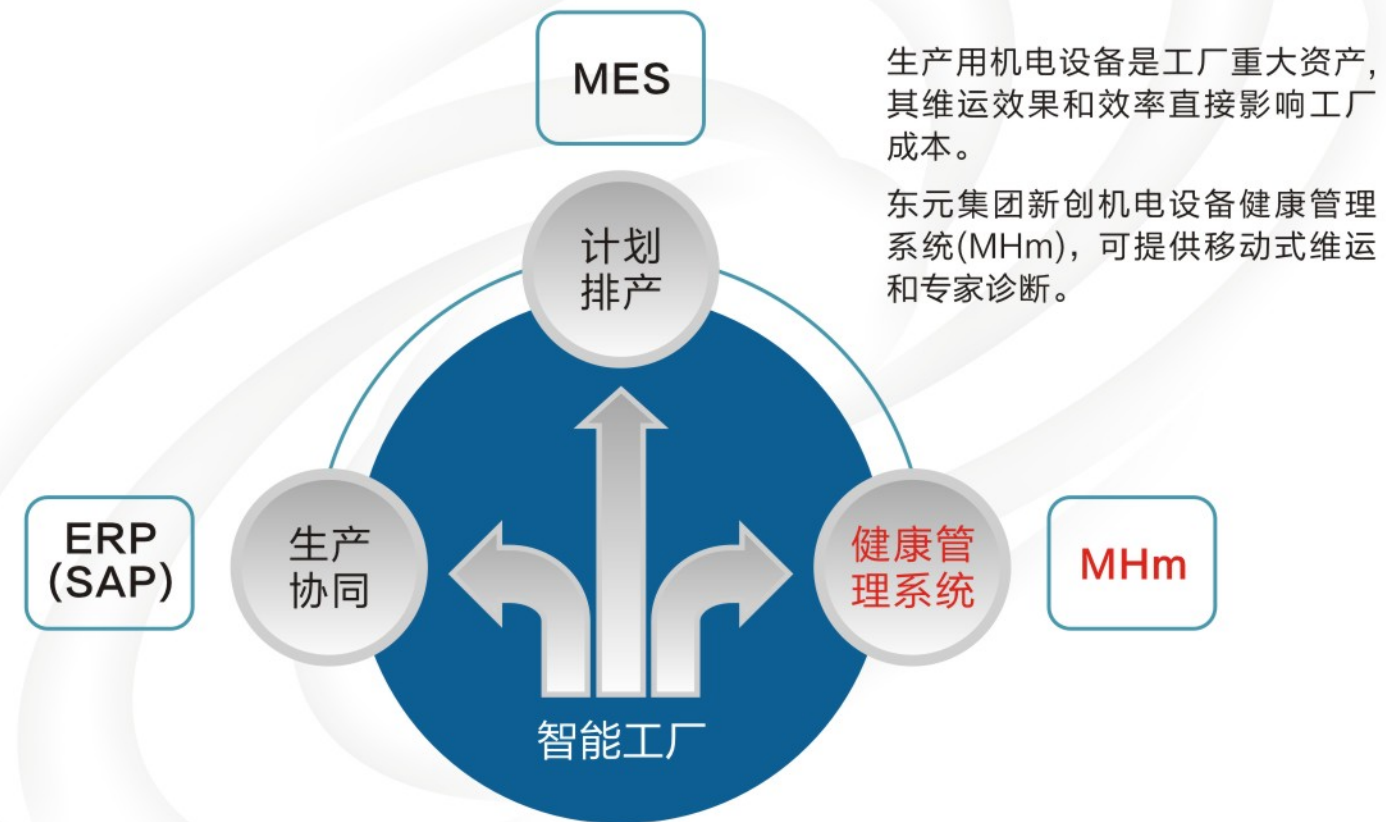 MES
生产用机电设备是工厂重大资产,
其维运效果和效率直接影响工厂
成本。
东元集团新创机电设备健康管理
系统(MHm)，可提供移动式维运
和专家诊断。
计划
排产
ERP
(SAP)
生产
协同
健康管
理系统
MHm
智能工厂